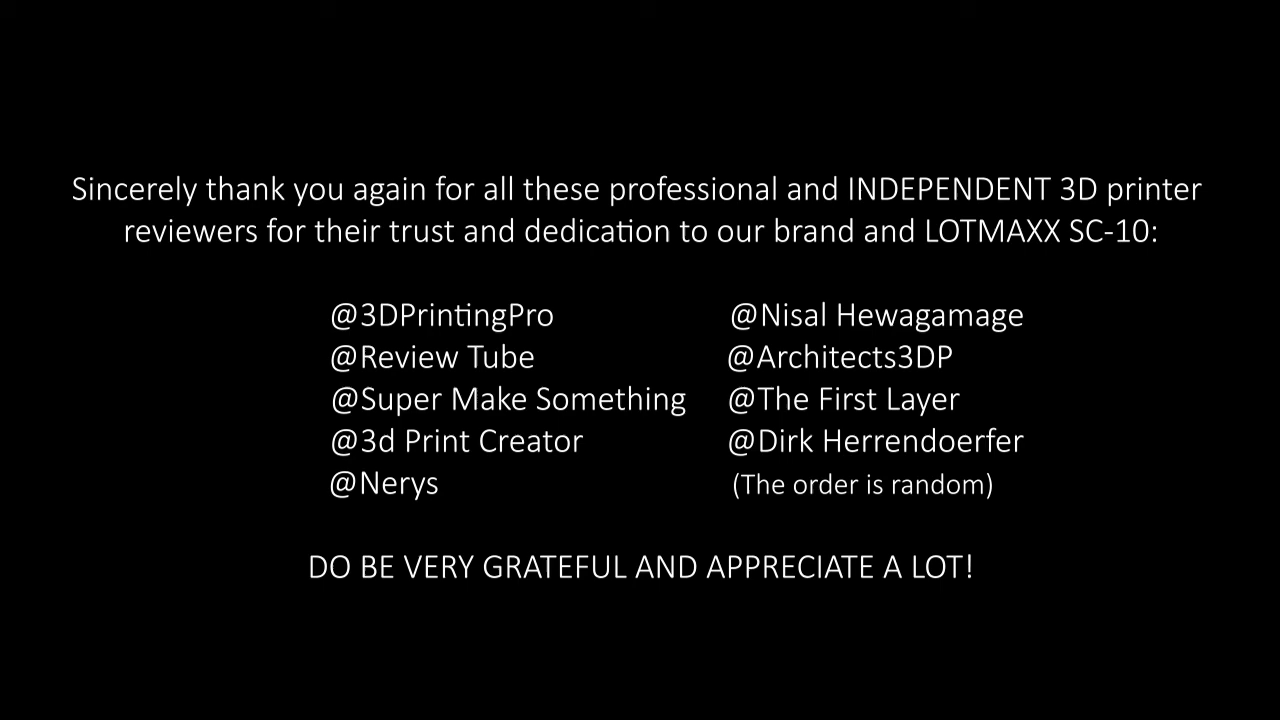 Sincerely thank you again for all these professional and INDEPENDENT 3D printer
reviewers for their trust and dedication to our brand and LOTMAXX SC-10:
@3DPrintingPro @Nisal Hewagamage
@Review Tube @Architects3DP
@Super Make Something @The First Layer
@3d Print Creator @Dirk Herrendoerfer
@Nerys (The order is random)
DO BE VERY GRATEFUL AND APPRECIATE A LOT!